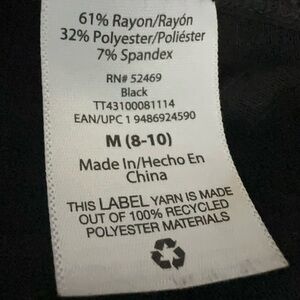 61% Rayon/Rayón
32% Polyester/Poliéster
7% Spandex
RN# 52469
Black
TT43100081114
EAN/UPC 1 9486924590
M (8-10)
Made in/Hecho En
China
THIS LABEL YARN IS MADE
OUT OF 100% RECYCLED
POLYESTER MATERIALS